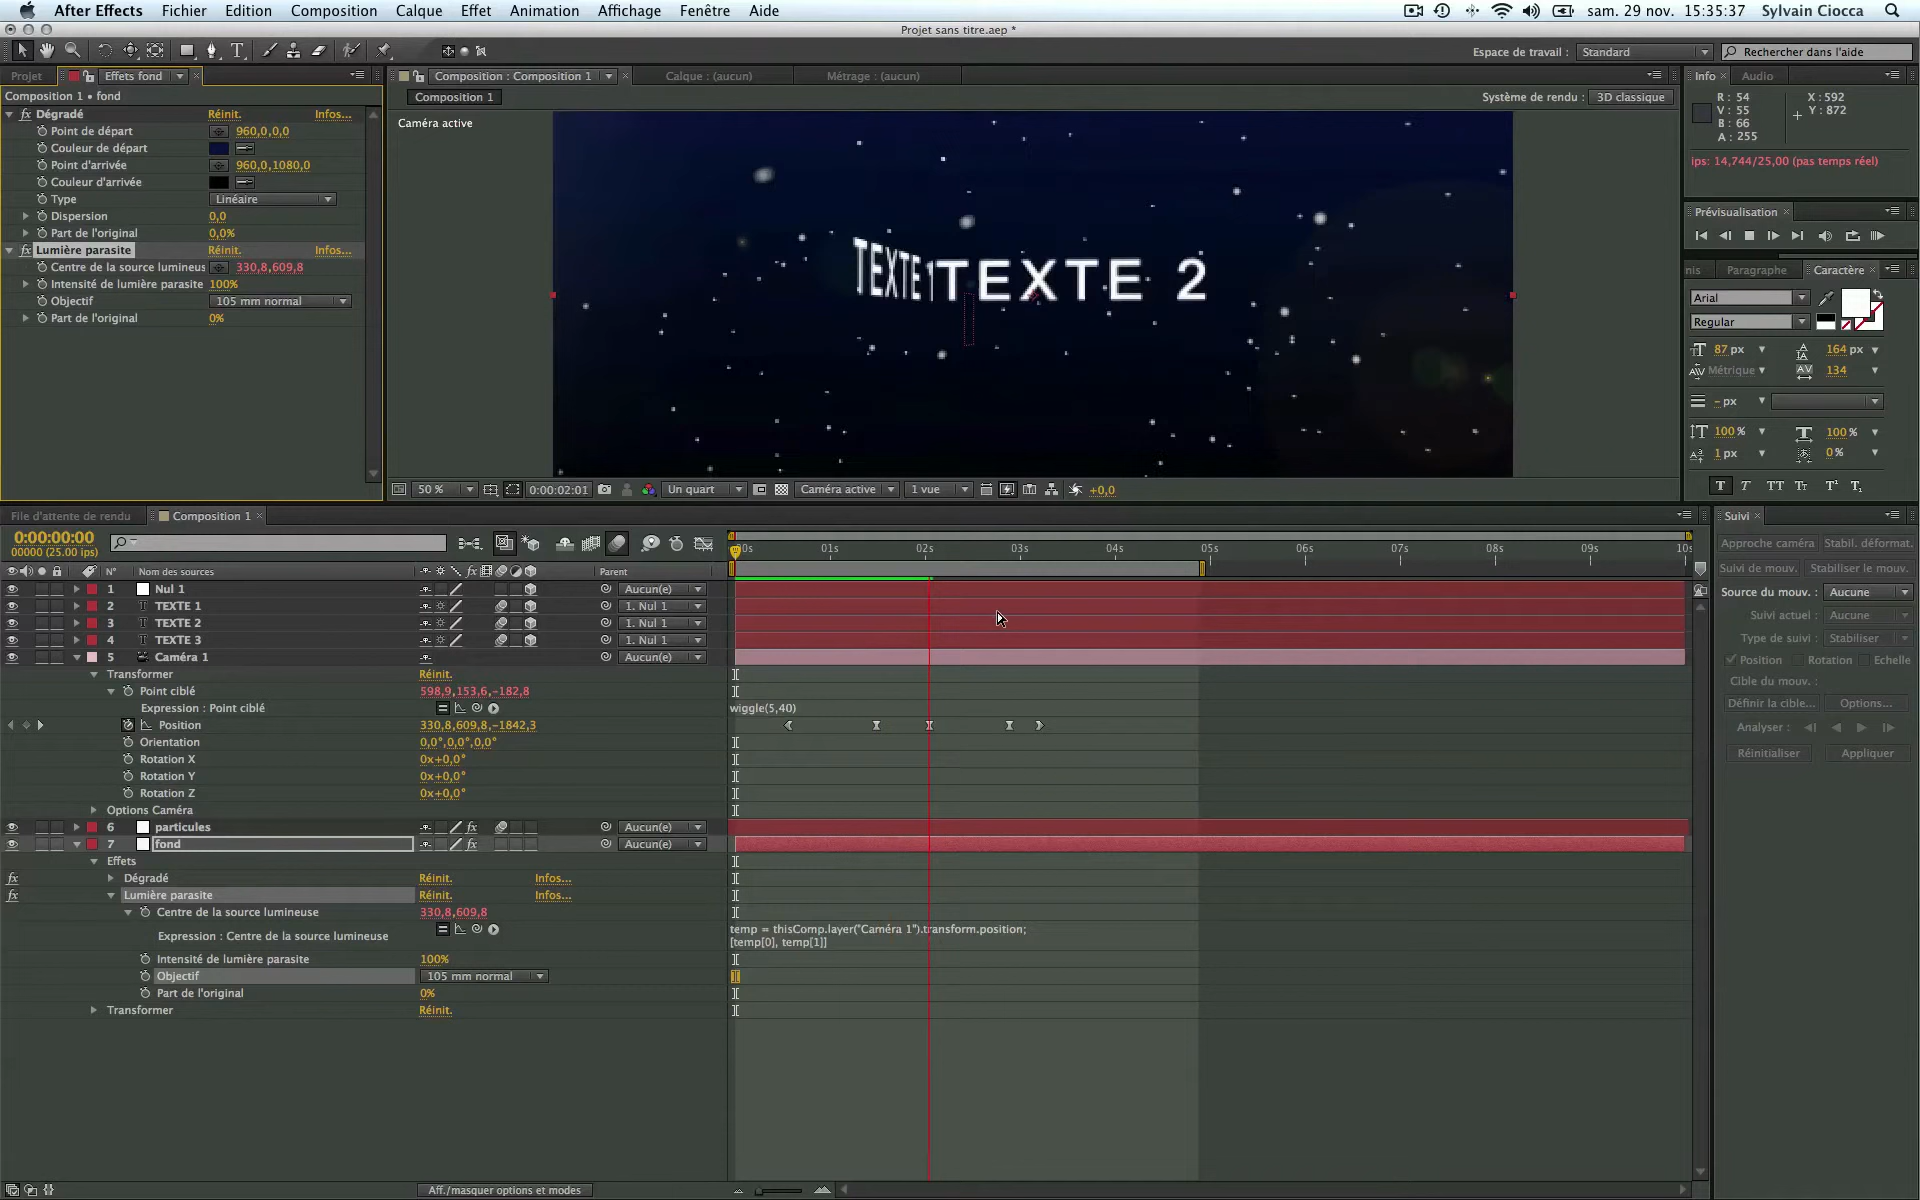 After Effects Fichier Edition Composition Calque Effet Animation Affichage Fenêtre Aide sam. 29 nov. 15:35:37 Sylvain Ciocca
Projet sans titre.aep *
Espace de travail : Standard Rechercher dans l'aide
Projet Effets fond
Composition : Composition 1 Calque : (aucun) Métrage : (aucun)
Info Audio
Composition 1 • fond
Composition 1 Système de rendu : 3D classique
Dégradé Réinit. Infos...
Point de départ 960,0,0,0
Couleur de départ
Point d'arrivée 960,0,1080,0
Couleur d'arrivée
Type Linéaire
Dispersion 0,0
Part de l'original 0,0%
Lumière parasite Réinit. Infos...
Centre de la source lumineus 330,8,609,8
Intensité de lumière parasite 100%
Objectif 105 mm normal
Part de l'original 0%
Caméra active
TEXTE 1 TEXTE 2
50 % 0:00:02:01 Un quart Caméra active 1 vue +0,0
R : 54 X : 592
V : 55 Y : 872
B : 66
A : 255
ips: 14,744/25,00 (pas temps réel)
Prévisualisation
nis Paragraphe Caractère
Arial
Regular
87 px 164 px
Métrique 134
- px
100 % 100 %
1 px 0 %
T T TT Tr T¹ T₁
File d'attente de rendu Composition 1
0:00:00:00
00000 (25.00 ips)
00s 01s 02s 03s 04s 05s 06s 07s 08s 09s 10s
N° Nom des sources Parent
1 Nul 1 Aucun(e)
2 TEXTE 1 1. Nul 1
3 TEXTE 2 1. Nul 1
4 TEXTE 3 1. Nul 1
5 Caméra 1 Aucun(e)
Transformer Réinit.
Point ciblé 598,9,153,6,-182,8
Expression : Point ciblé wiggle(5,40)
Position 330,8,609,8,-1842,3
Orientation 0,0°,0,0°,0,0°
Rotation X 0x+0,0°
Rotation Y 0x+0,0°
Rotation Z 0x+0,0°
Options Caméra
6 particules Aucun(e)
7 fond Aucun(e)
Effets
Dégradé Réinit. Infos...
Lumière parasite Réinit. Infos...
Centre de la source lumineuse 330,8,609,8
Expression : Centre de la source lumineuse temp = thisComp.layer("Caméra 1").transform.position;
[temp[0], temp[1]]
Intensité de lumière parasite 100%
Objectif 105 mm normal
Part de l'original 0%
Transformer Réinit.
Aff./masquer options et modes
Suivi
Approche caméra Stabil. déformat.
Suivi de mouv. Stabiliser le mouv.
Source du mouv. : Aucune
Suivi actuel : Aucune
Type de suivi : Stabiliser
Position Rotation Echelle
Cible du mouv. :
Définir la cible... Options...
Analyser :
Réinitialiser Appliquer